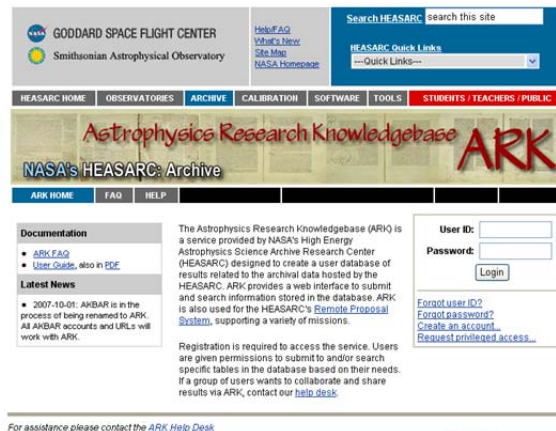 GODDARD SPACE FLIGHT CENTER
Smithsonian Astrophysical Observatory
Help/FAQ
What's New
Site Map
NASA Homepage
Search HEASARC search this site
HEASARC Quick Links
---Quick Links---
HEASARC HOME OBSERVATORIES ARCHIVE CALIBRATION SOFTWARE TOOLS STUDENTS / TEACHERS / PUBLIC
Astrophysics Research Knowledgebase ARK
NASA's HEASARC: Archive
ARK HOME FAQ HELP
Documentation
ARK FAQ
User Guide, also in PDF
Latest News
2007-10-01: AKBAR is in the
process of being renamed to ARK.
All AKBAR accounts and URLs will
work with ARK.
The Astrophysics Research Knowledgebase (ARK) is
a service provided by NASA's High Energy
Astrophysics Science Archive Research Center
(HEASARC) designed to create a user database of
results related to the archival data hosted by the
HEASARC. ARK provides a web interface to submit
and search information stored in the database. ARK
is also used for the HEASARC's Remote Proposal
System, supporting a variety of missions.
Registration is required to access the service. Users
are given permissions to submit to and/or search
specific tables in the database based on their needs.
If a group of users wants to collaborate and share
results via ARK, contact our help desk.
User ID:
Password:
Login
Forgot user ID?
Forgot password?
Create an account...
Request privileged access...
For assistance please contact the ARK Help Desk